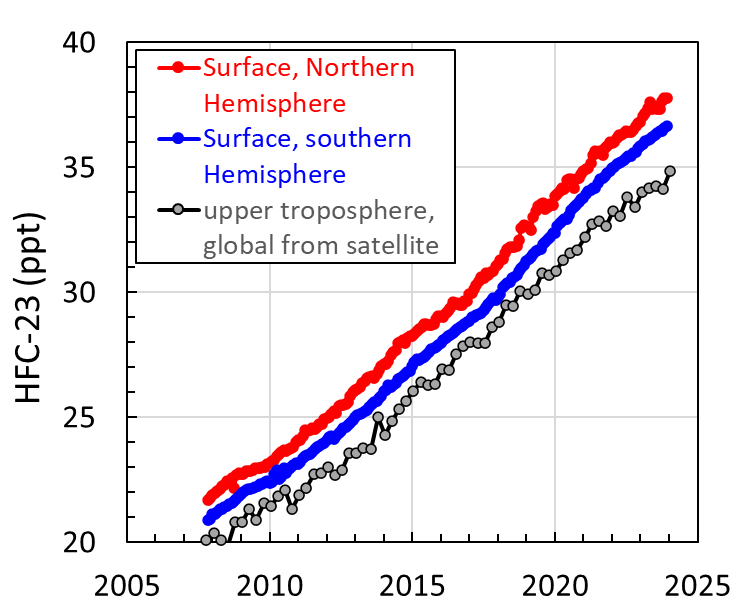 40
35
30
25
20
HFC-23 (ppt)
Surface, Northern
Hemisphere
Surface, southern
Hemisphere
upper troposphere,
global from satellite
2005
2010
2015
2020
2025